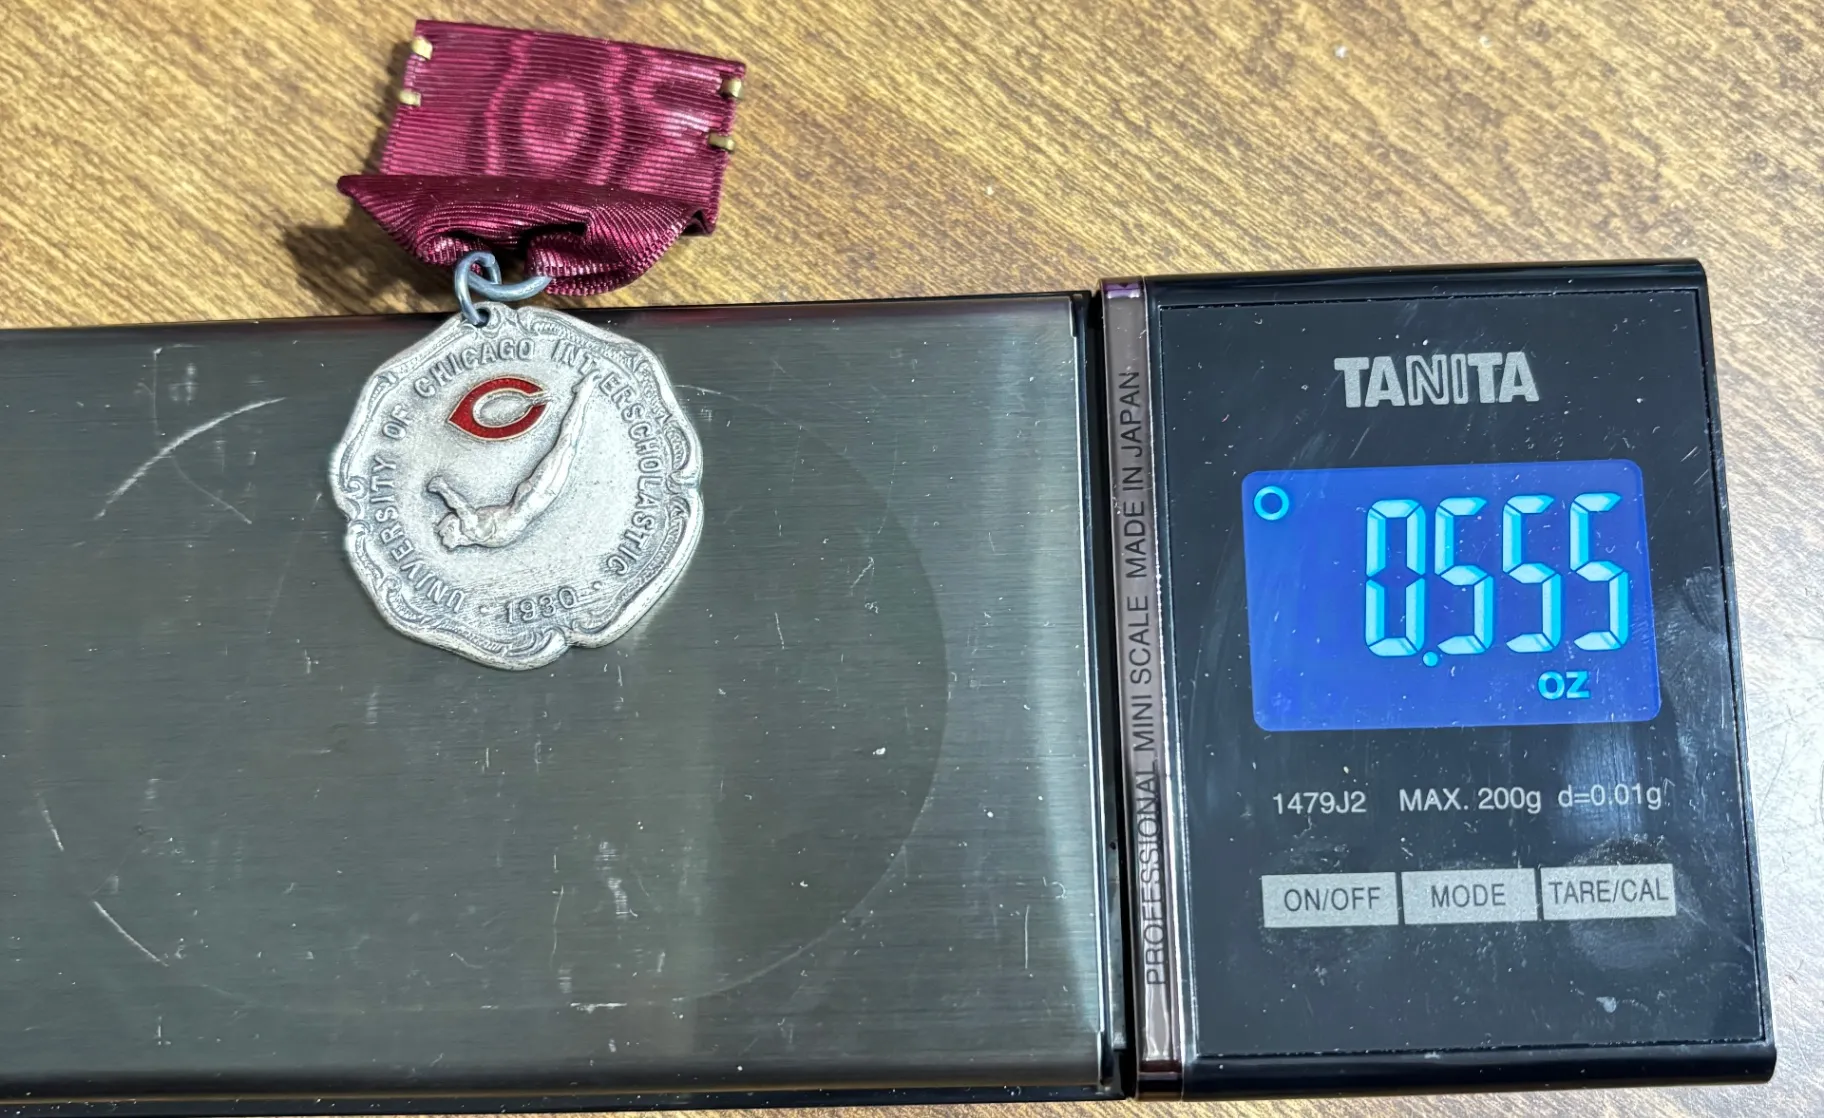 UNIVERSITY OF CHICAGO INTERSCHOLASTIC
· 1930 ·
C
PROFESSIONAL MINI SCALE MADE IN JAPAN
TANITA
0.555
oz
1479J2 MAX. 200g d=0.01g
ON/OFF MODE TARE/CAL